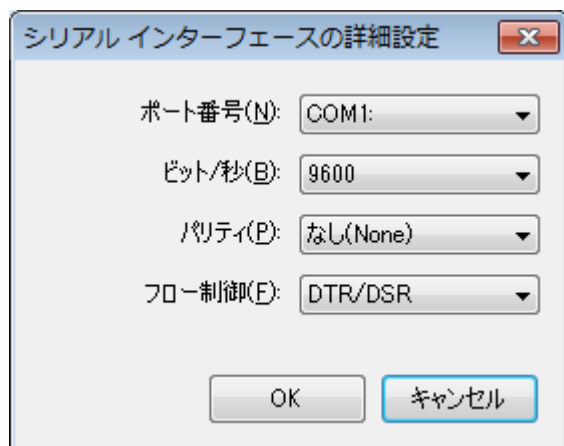 シリアル インターフェースの詳細設定
ポート番号(N): COM1:
ビット/秒(B): 9600
パリティ(P): なし(None)
フロー制御(F): DTR/DSR
OK キャンセル